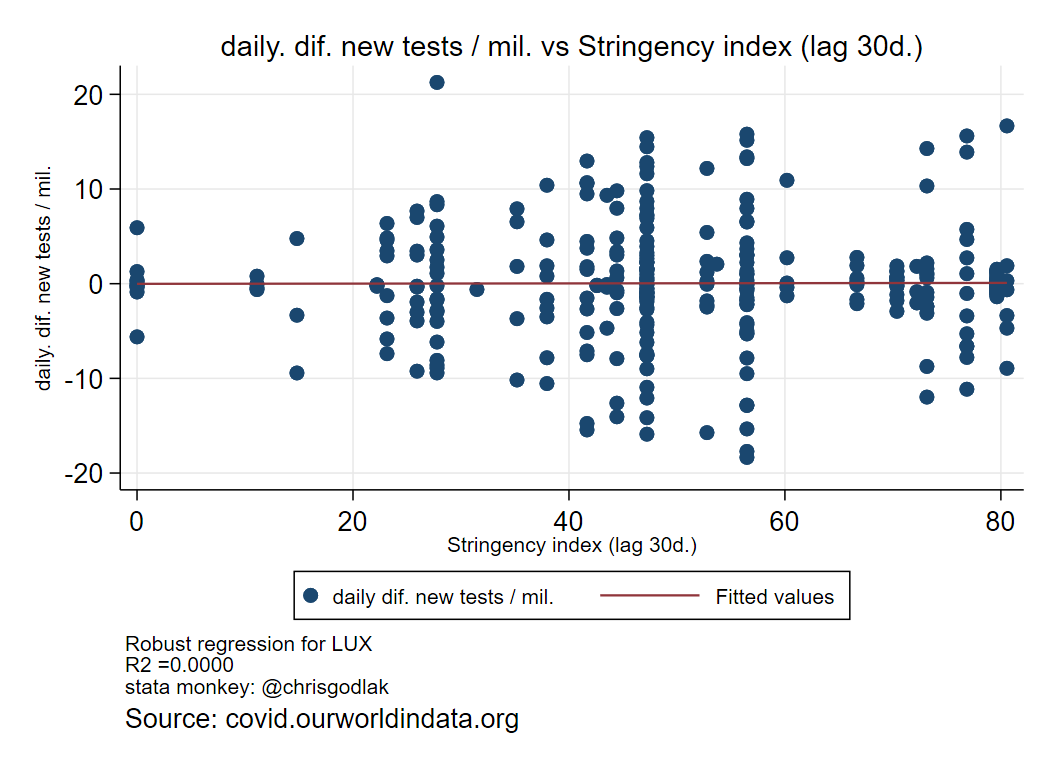 daily. dif. new tests / mil. vs Stringency index (lag 30d.)
daily. dif. new tests / mil.
20
10
0
-10
-20
0 20 40 60 80
Stringency index (lag 30d.)
daily dif. new tests / mil. Fitted values
Robust regression for LUX
R2 =0.0000
stata monkey: @chrisgodlak
Source: covid.ourworldindata.org